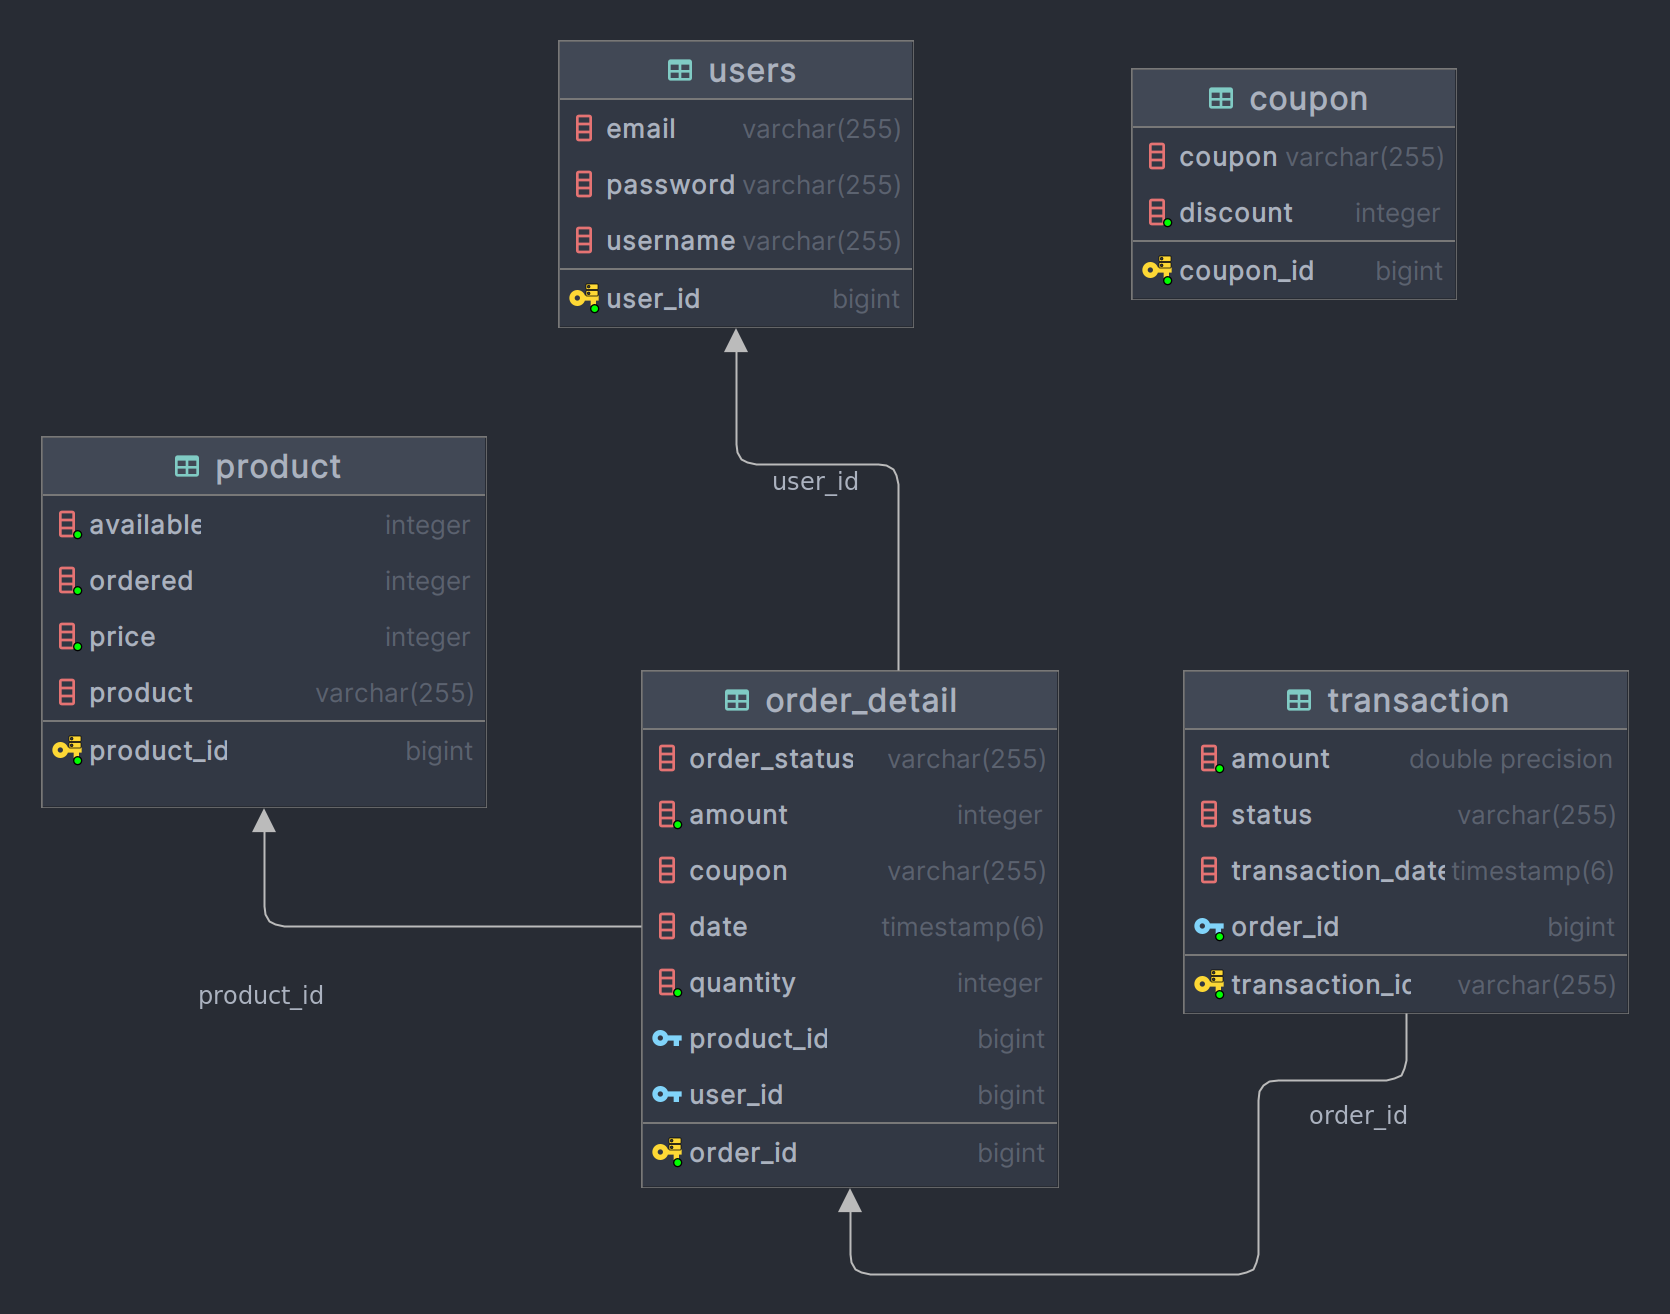 users
email varchar(255)
password varchar(255)
username varchar(255)
user_id bigint
coupon
coupon varchar(255)
discount integer
coupon_id bigint
user_id
product
available integer
ordered integer
price integer
product varchar(255)
product_id bigint
product_id
order_detail
order_status varchar(255)
amount integer
coupon varchar(255)
date timestamp(6)
quantity integer
product_id bigint
user_id bigint
order_id bigint
transaction
amount double precision
status varchar(255)
transaction_date timestamp(6)
order_id bigint
transaction_id varchar(255)
order_id